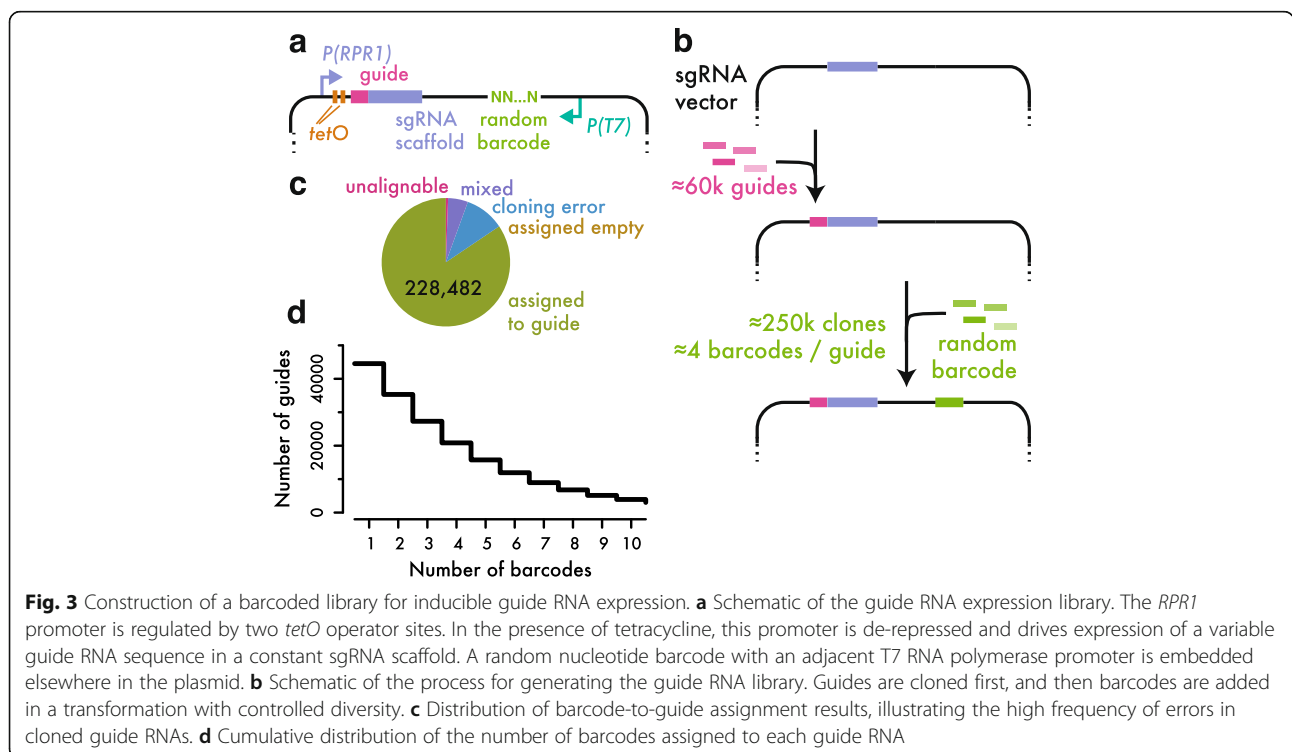 a
P(RPR1)
guide
NN...N
tetO
sgRNA
scaffold
random
barcode
P(T7)
b
sgRNA
vector
≈60k guides
≈250k clones
≈4 barcodes / guide
random
barcode
c
unalignable
mixed
cloning error
assigned empty
228,482
assigned
to guide
d
Number of guides
40000
20000
0
1 2 3 4 5 6 7 8 9 10
Number of barcodes
Fig. 3 Construction of a barcoded library for inducible guide RNA expression. a Schematic of the guide RNA expression library. The RPR1
promoter is regulated by two tetO operator sites. In the presence of tetracycline, this promoter is de-repressed and drives expression of a variable
guide RNA sequence in a constant sgRNA scaffold. A random nucleotide barcode with an adjacent T7 RNA polymerase promoter is embedded
elsewhere in the plasmid. b Schematic of the process for generating the guide RNA library. Guides are cloned first, and then barcodes are added
in a transformation with controlled diversity. c Distribution of barcode-to-guide assignment results, illustrating the high frequency of errors in
cloned guide RNAs. d Cumulative distribution of the number of barcodes assigned to each guide RNA